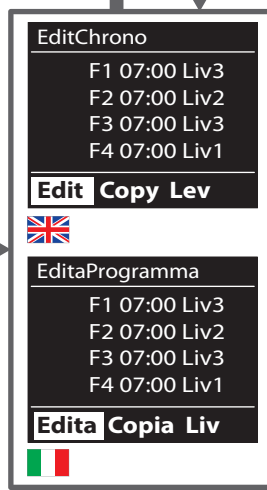 EditChrono
F1 07:00 Liv3
F2 07:00 Liv2
F3 07:00 Liv3
F4 07:00 Liv1
Edit Copy Lev
EditaProgramma
F1 07:00 Liv3
F2 07:00 Liv2
F3 07:00 Liv3
F4 07:00 Liv1
Edita Copia Liv